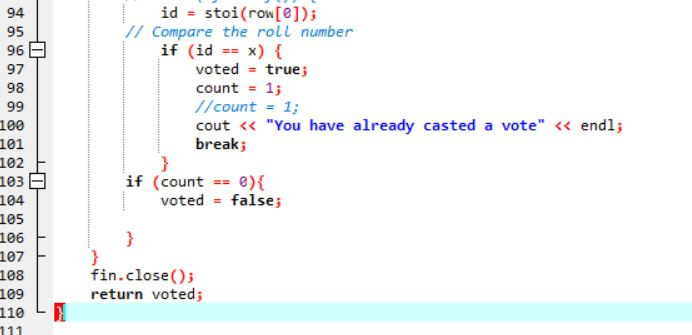 94 id = stoi(row[0]);
95 // Compare the roll number
96 if (id == x) {
97 voted = true;
98 count = 1;
99 //count = 1;
100 cout << "You have already casted a vote" << endl;
101 break;
102 }
103 if (count == 0){
104 voted = false;
105
106 }
107 }
108 fin.close();
109 return voted;
110 }
111